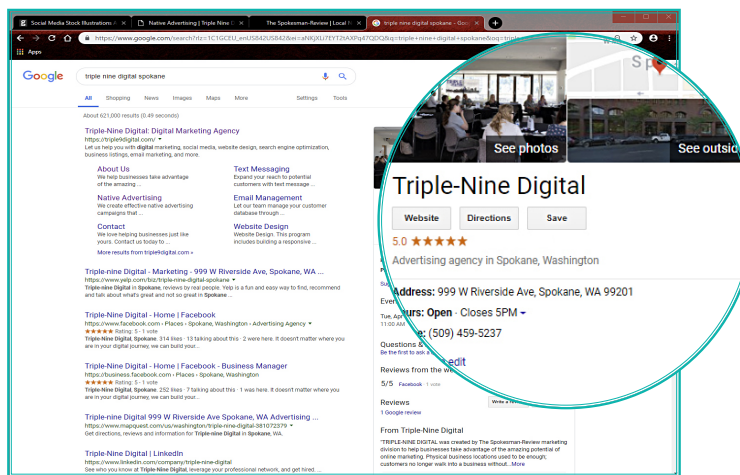 Social Media Stock Illustrations
Native Advertising | Triple Nine D
The Spokesman-Review | Local N
triple nine digital spokane - Goo
https://www.google.com/search?rlz=1C1GCEU_enUS842US842&ei=
Apps
Google
triple nine digital spokane
All Shopping News Images Maps More Settings Tools
About 621,000 results (0.49 seconds)
Triple-Nine Digital: Digital Marketing Agency
https://triple9digital.com/
Let us help you with digital marketing, social media, website design, search engine optimization,
business listings, email marketing, and more.
About Us
We help businesses take advantage
of the amazing ...
Text Messaging
Expand your reach to potential
customers with text message ...
Native Advertising
We create effective native advertising
campaigns that ...
Email Management
Let our team manage your customer
database through ...
Contact
We love helping businesses just like
yours. Contact us today to ...
Website Design
Website Design. This program
includes building a responsive ...
More results from triple9digital.com »
Triple-Nine Digital - Marketing - 999 W Riverside Ave, Spokane, WA ...
https://www.yelp.com/biz/triple-nine-digital-spokane
Triple-Nine Digital in Spokane, reviews by real people. Yelp is a fun and easy way to find, recommend
and talk about what's great and not so great in Spokane ...
Triple-Nine Digital - Home | Facebook
https://www.facebook.com › Places › Spokane, Washington › Advertising Agency
Rating: 5 - 1 vote
Triple-Nine Digital, Spokane. 314 likes · 13 talking about this · 2 were here. It doesn't matter where you
are in your digital journey, we can build your...
Triple-Nine Digital - Home | Facebook - Business Manager
https://business.facebook.com › Places › Spokane, Washington
Rating: 5 - 1 vote
Triple-Nine Digital, Spokane. 252 likes · 7 talking about this · 1 was here. It doesn't matter where you
are in your digital journey, we can build your...
Triple-nine Digital 999 W Riverside Ave Spokane, WA Advertising ...
https://www.mapquest.com/us/washington/triple-nine-digital-381072379
Get directions, reviews and information for Triple-nine Digital in Spokane, WA.
Triple-Nine Digital | LinkedIn
https://www.linkedin.com/company/triple-nine-digital
See who you know at Triple-Nine Digital, leverage your professional network, and get hired. ...
See photos
See outsid
Triple-Nine Digital
Website Directions Save
5.0
Advertising agency in Spokane, Washington
Address: 999 W Riverside Ave, Spokane, WA 99201
urs: Open · Closes 5PM
e: (509) 459-5237
edit
Tue, Apr
11:00 AM
Questions &
Be the first to ask a
Reviews from the we
5/5 Facebook 1 vote
Reviews
Write a re
1 Google review
From Triple-Nine Digital
"TRIPLE-NINE DIGITAL was created by The Spokesman-Review marketing
division to help businesses take advantage of the amazing potential of
online marketing. Physical business locations used to be enough;
customers no longer walk into a business without...More